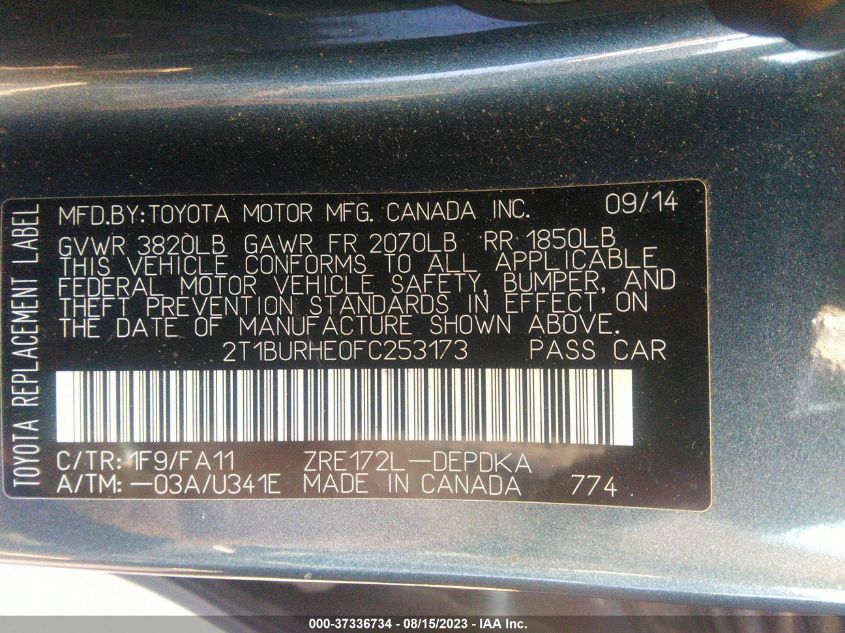 TOYOTA REPLACEMENT LABEL
MFD.BY:TOYOTA MOTOR MFG. CANADA INC. 09/14
GVWR 3820LB GAWR FR 2070LB RR 1850LB
THIS VEHICLE CONFORMS TO ALL APPLICABLE
FEDERAL MOTOR VEHICLE SAFETY, BUMPER, AND
THEFT PREVENTION STANDARDS IN EFFECT ON
THE DATE OF MANUFACTURE SHOWN ABOVE.
2T1BURHE0FC253173 PASS CAR
C/TR: 1F9/FA11 ZRE172L-DEPDKA
A/TM: -03A/U341E MADE IN CANADA 774
000-37336734 - 08/15/2023 - IAA Inc.